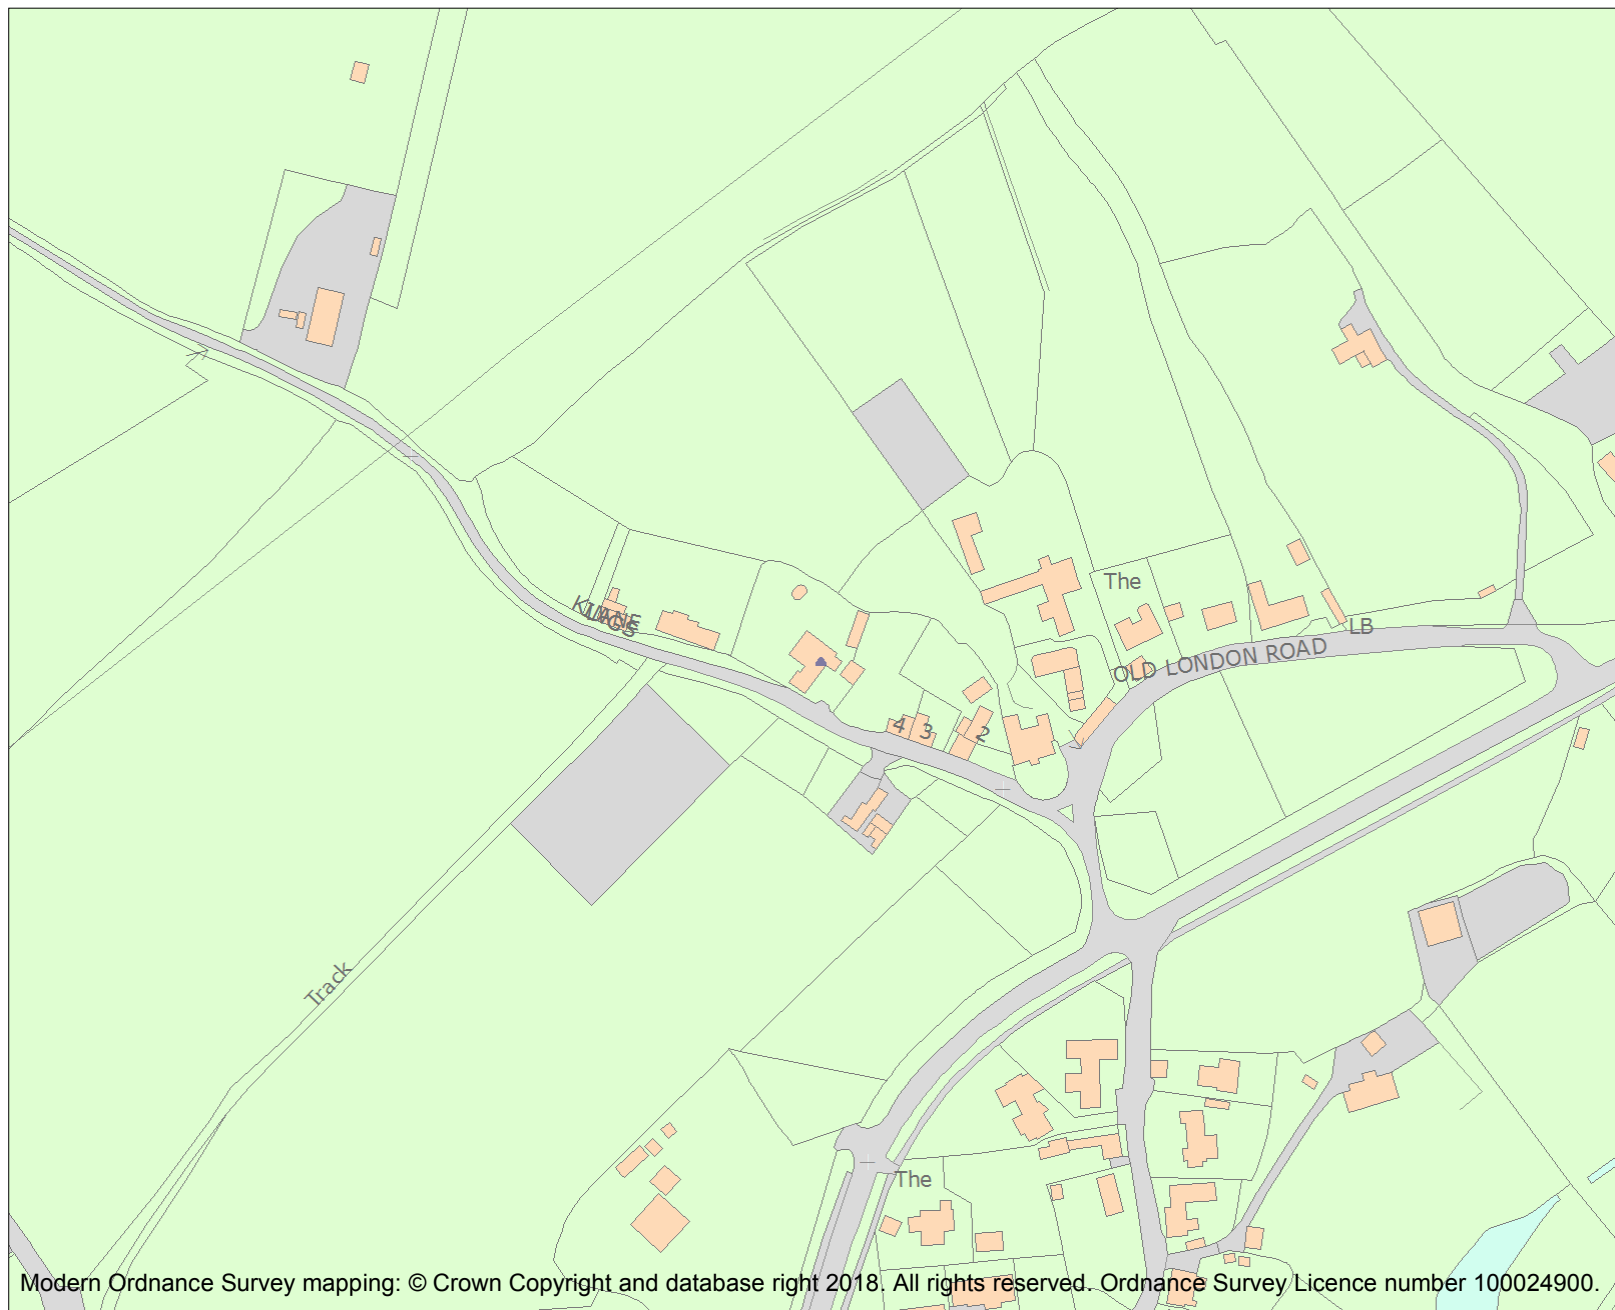 The
LANE
LB
OLD LONDON ROAD
4
3
2
Track
The
Modern Ordnance Survey mapping: © Crown Copyright and database right 2018. All rights reserved. Ordnance Survey Licence number 100024900.